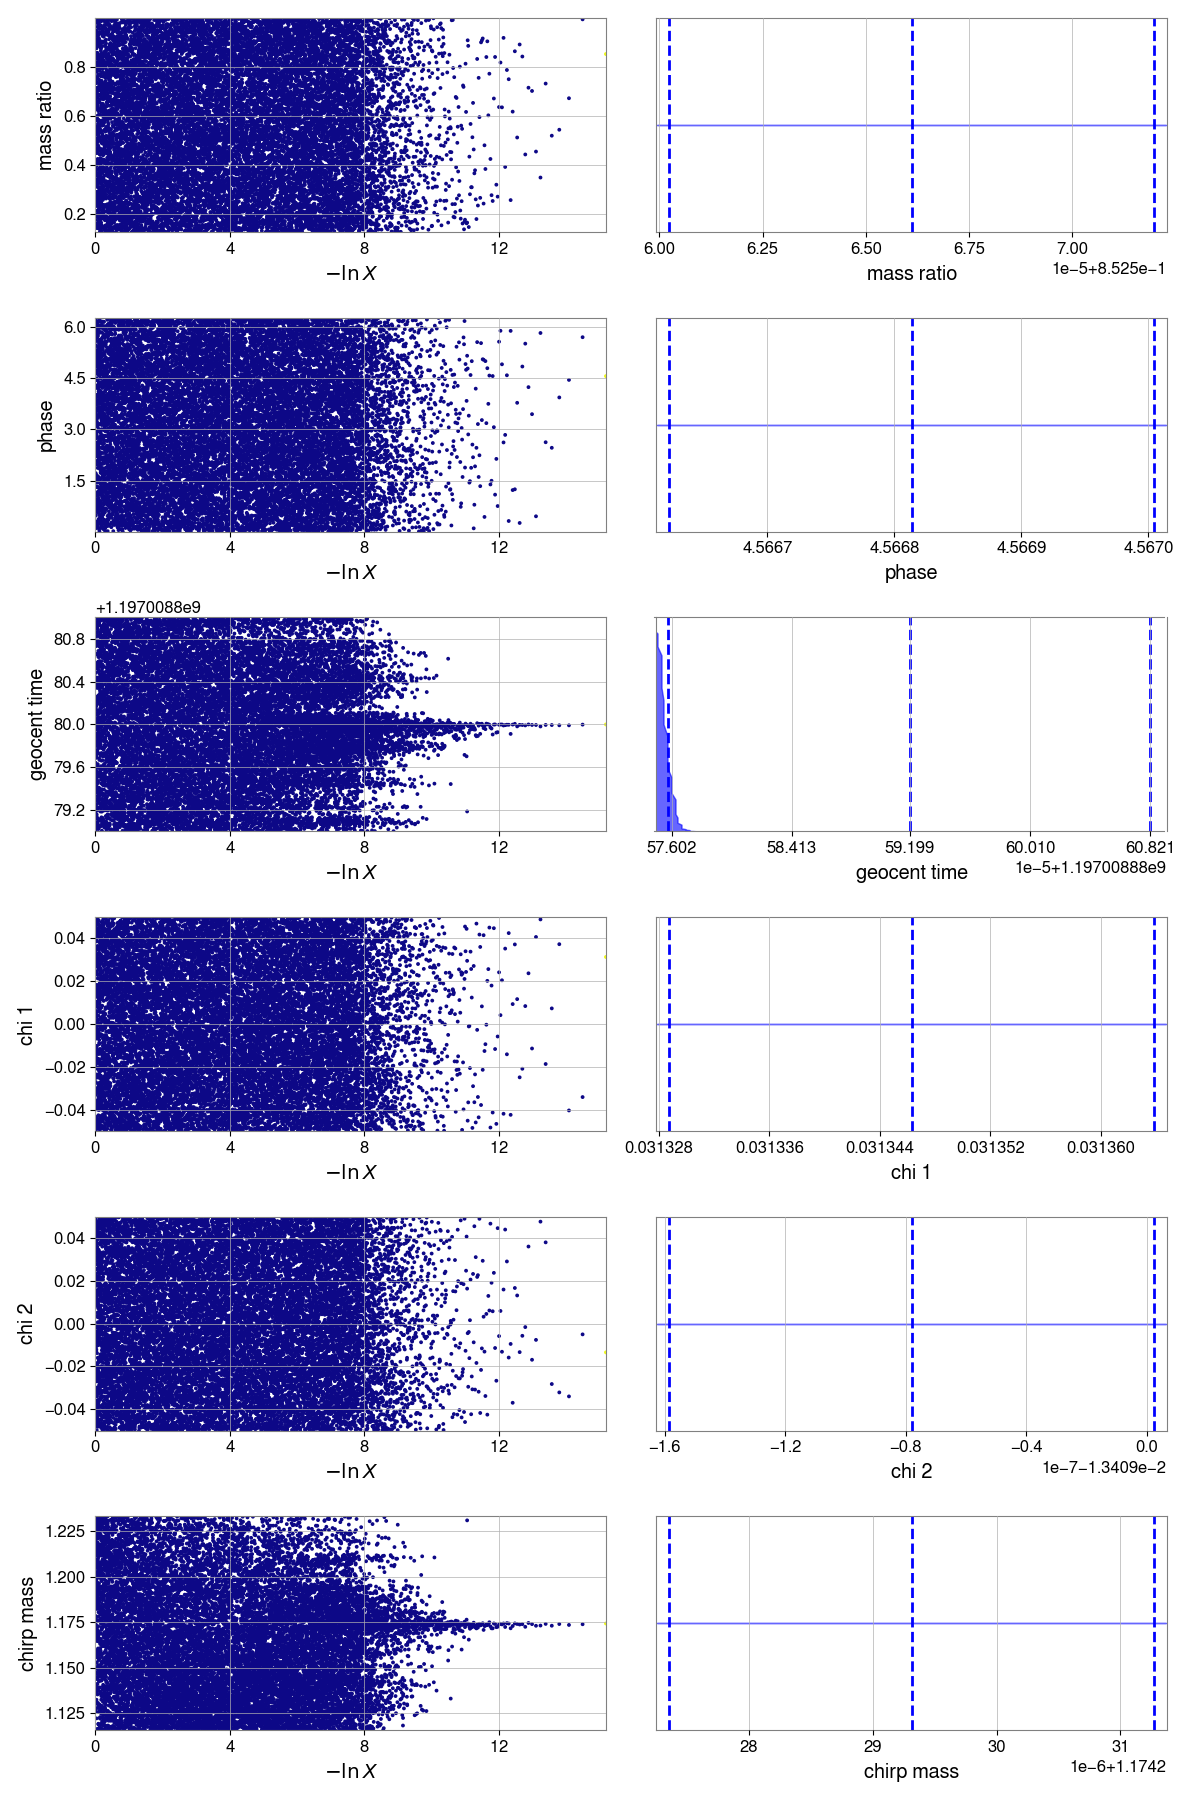 mass ratio
0.8
0.6
0.4
0.2
0 4 8 12
−ln X
6.00 6.25 6.50 6.75 7.00
1e−5+8.525e−1
mass ratio
phase
6.0
4.5
3.0
1.5
0 4 8 12
−ln X
4.5667 4.5668 4.5669 4.5670
phase
+1.1970088e9
geocent time
80.8
80.4
80.0
79.6
79.2
0 4 8 12
−ln X
57.602 58.413 59.199 60.010 60.821
1e−5+1.19700888e9
geocent time
chi 1
0.04
0.02
0.00
−0.02
−0.04
0 4 8 12
−ln X
0.031328 0.031336 0.031344 0.031352 0.031360
chi 1
chi 2
0.04
0.02
0.00
−0.02
−0.04
0 4 8 12
−ln X
−1.6 −1.2 −0.8 −0.4 0.0
1e−7−1.3409e−2
chi 2
chirp mass
1.225
1.200
1.175
1.150
1.125
0 4 8 12
−ln X
28 29 30 31
1e−6+1.1742
chirp mass